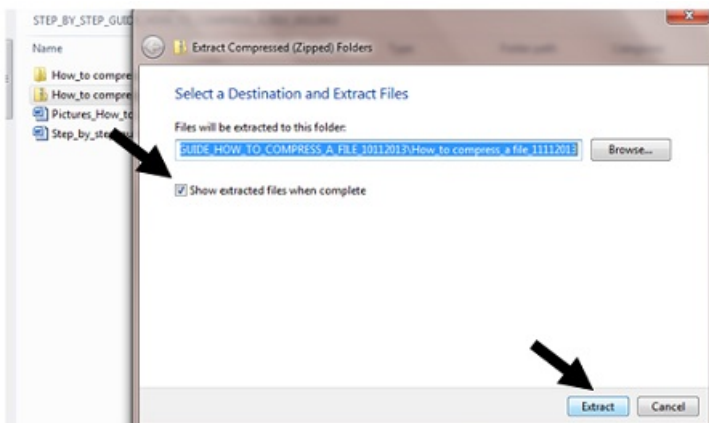 STEP_BY_STEP_GUID
Name
How_to compre
How_to compre
Pictures_How_to
Step_by_ste
Extract Compressed (Zipped) Folders
Select a Destination and Extract Files
Files will be extracted to this folder:
GUIDE_HOW_TO_COMPRESS_A_FILE_10112013\How_to compress_a file_11112013
Browse...
Show extracted files when complete
Extract
Cancel